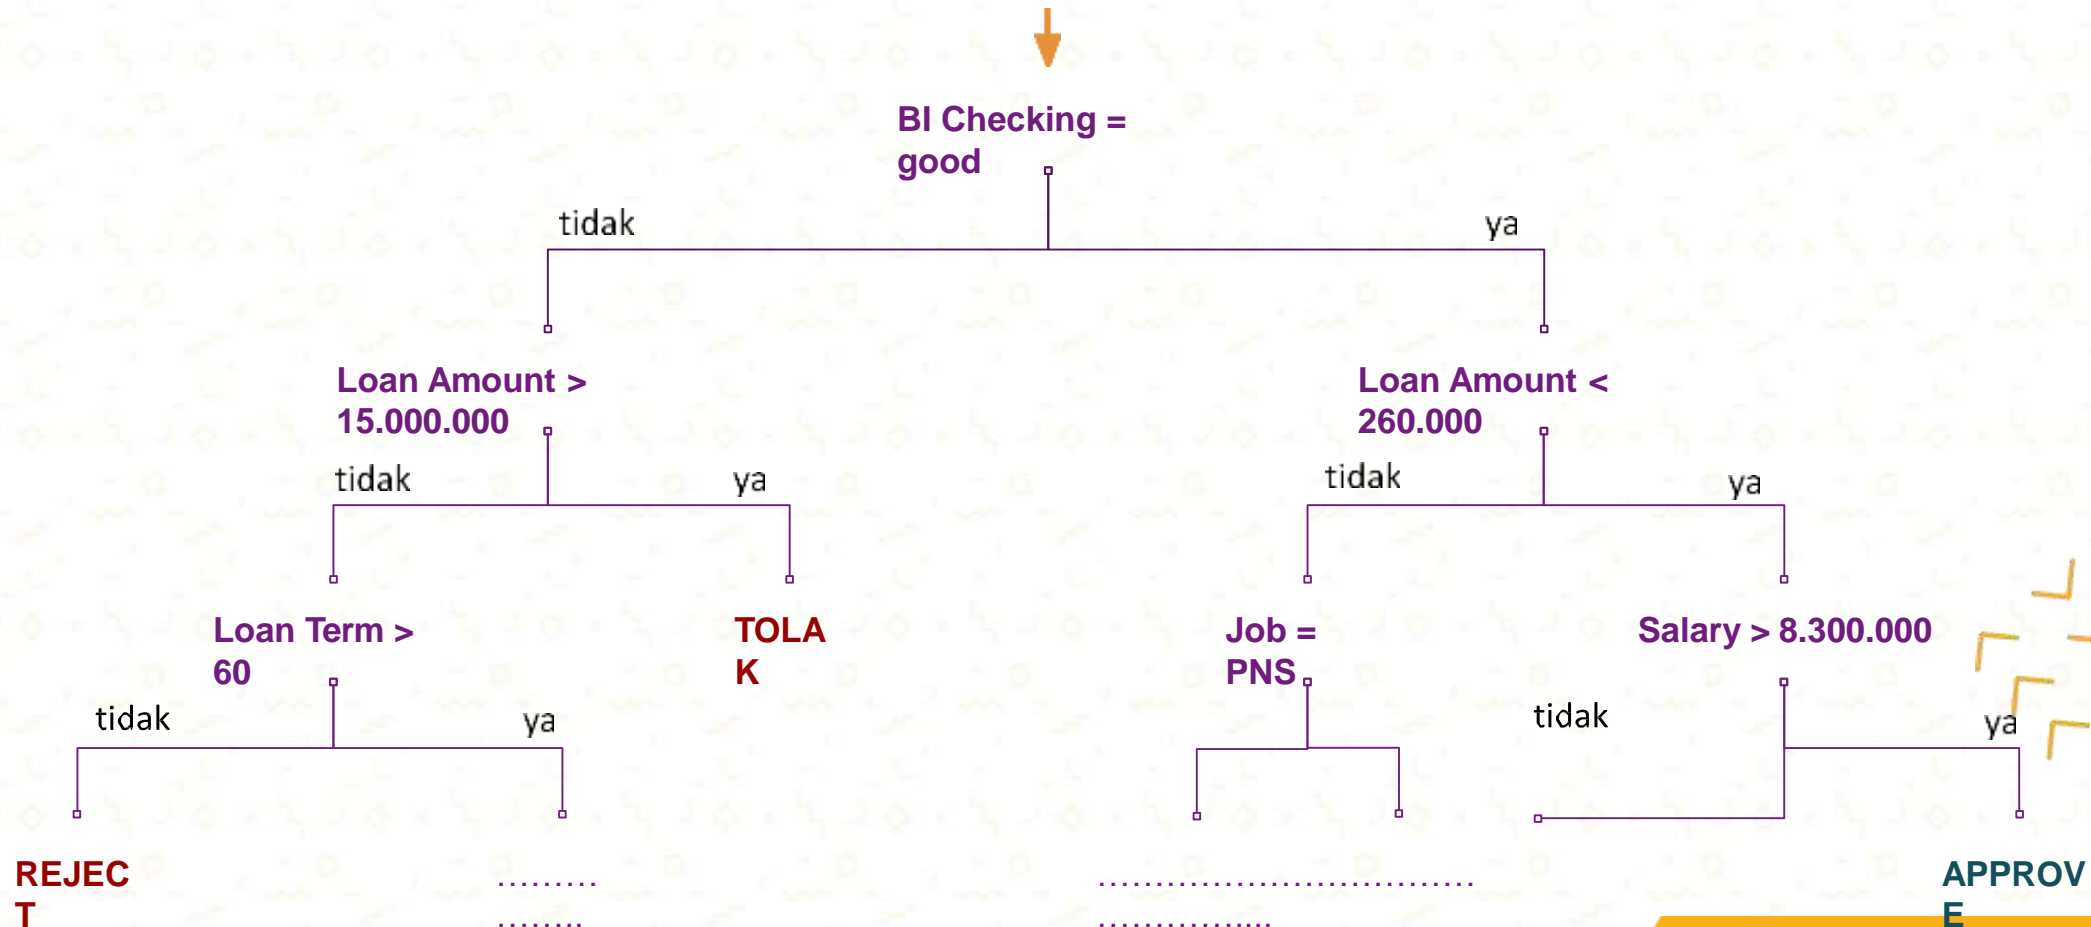 BI Checking =
good
tidak
ya
Loan Amount >
15.000.000
Loan Amount <
260.000
tidak
ya
tidak
ya
Loan Term >
60
TOLA
K
Job =
PNS
Salary > 8.300.000
tidak
ya
tidak
ya
REJEC
T
………
……..
……………………………
…………....
APPROV
E